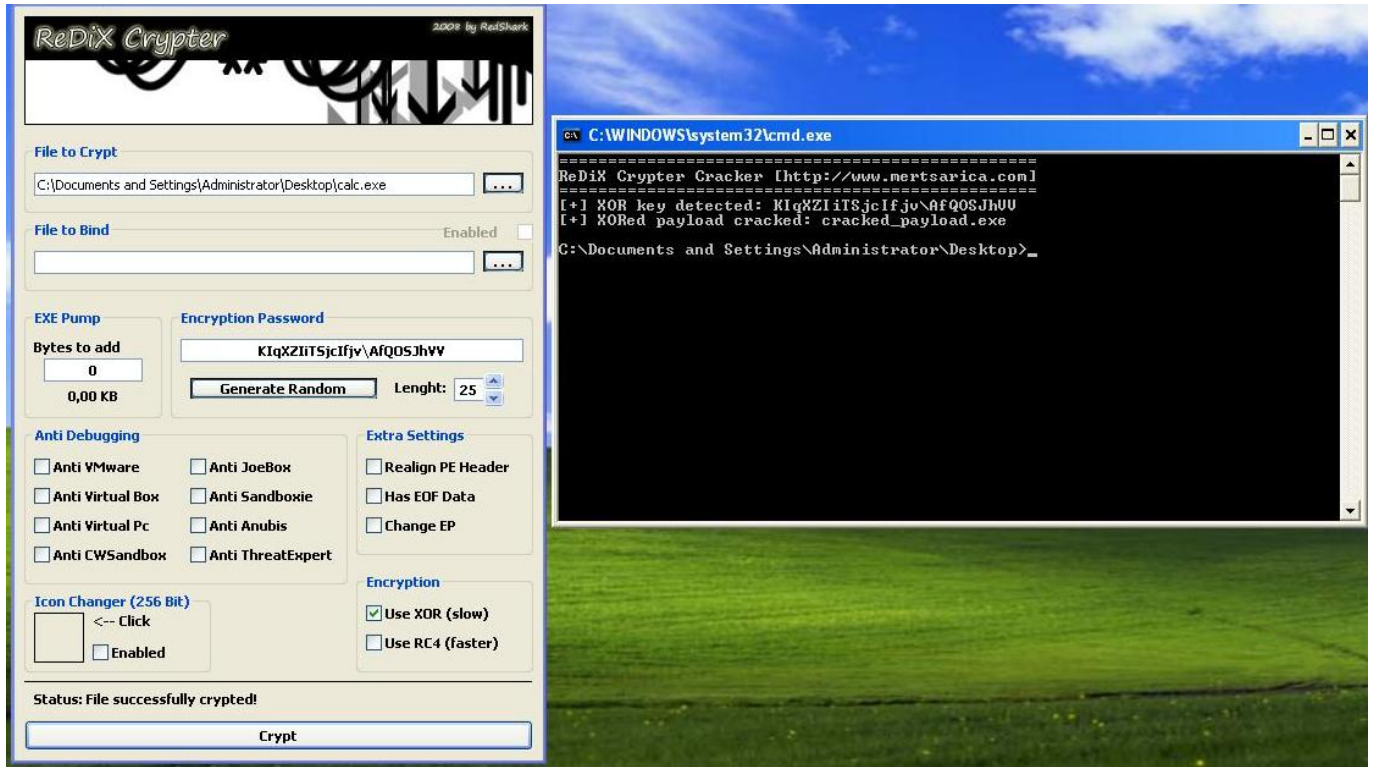 ReDiX Crypter
2008 by RedShark
File to Crypt
C:\Documents and Settings\Administrator\Desktop\calc.exe
...
File to Bind
Enabled
...
EXE Pump
Bytes to add
0
0,00 KB
Encryption Password
KIqXZIiTSjcIfjv\AfQOSJhVV
Generate Random
Lenght: 25
Anti Debugging
Anti VMware
Anti JoeBox
Anti Virtual Box
Anti Sandboxie
Anti Virtual Pc
Anti Anubis
Anti CWSandbox
Anti ThreatExpert
Extra Settings
Realign PE Header
Has EOF Data
Change EP
Icon Changer (256 Bit)
<-- Click
Enabled
Encryption
Use XOR (slow)
Use RC4 (faster)
Status: File successfully crypted!
Crypt
C:\WINDOWS\system32\cmd.exe
==================================================
ReDiX Crypter Cracker [http://www.mertsarica.com]
==================================================
[+] XOR key detected: KIqXZIiTSjcIfjv\AfQOSJhVV
[+] XORed payload cracked: cracked_payload.exe
C:\Documents and Settings\Administrator\Desktop>_